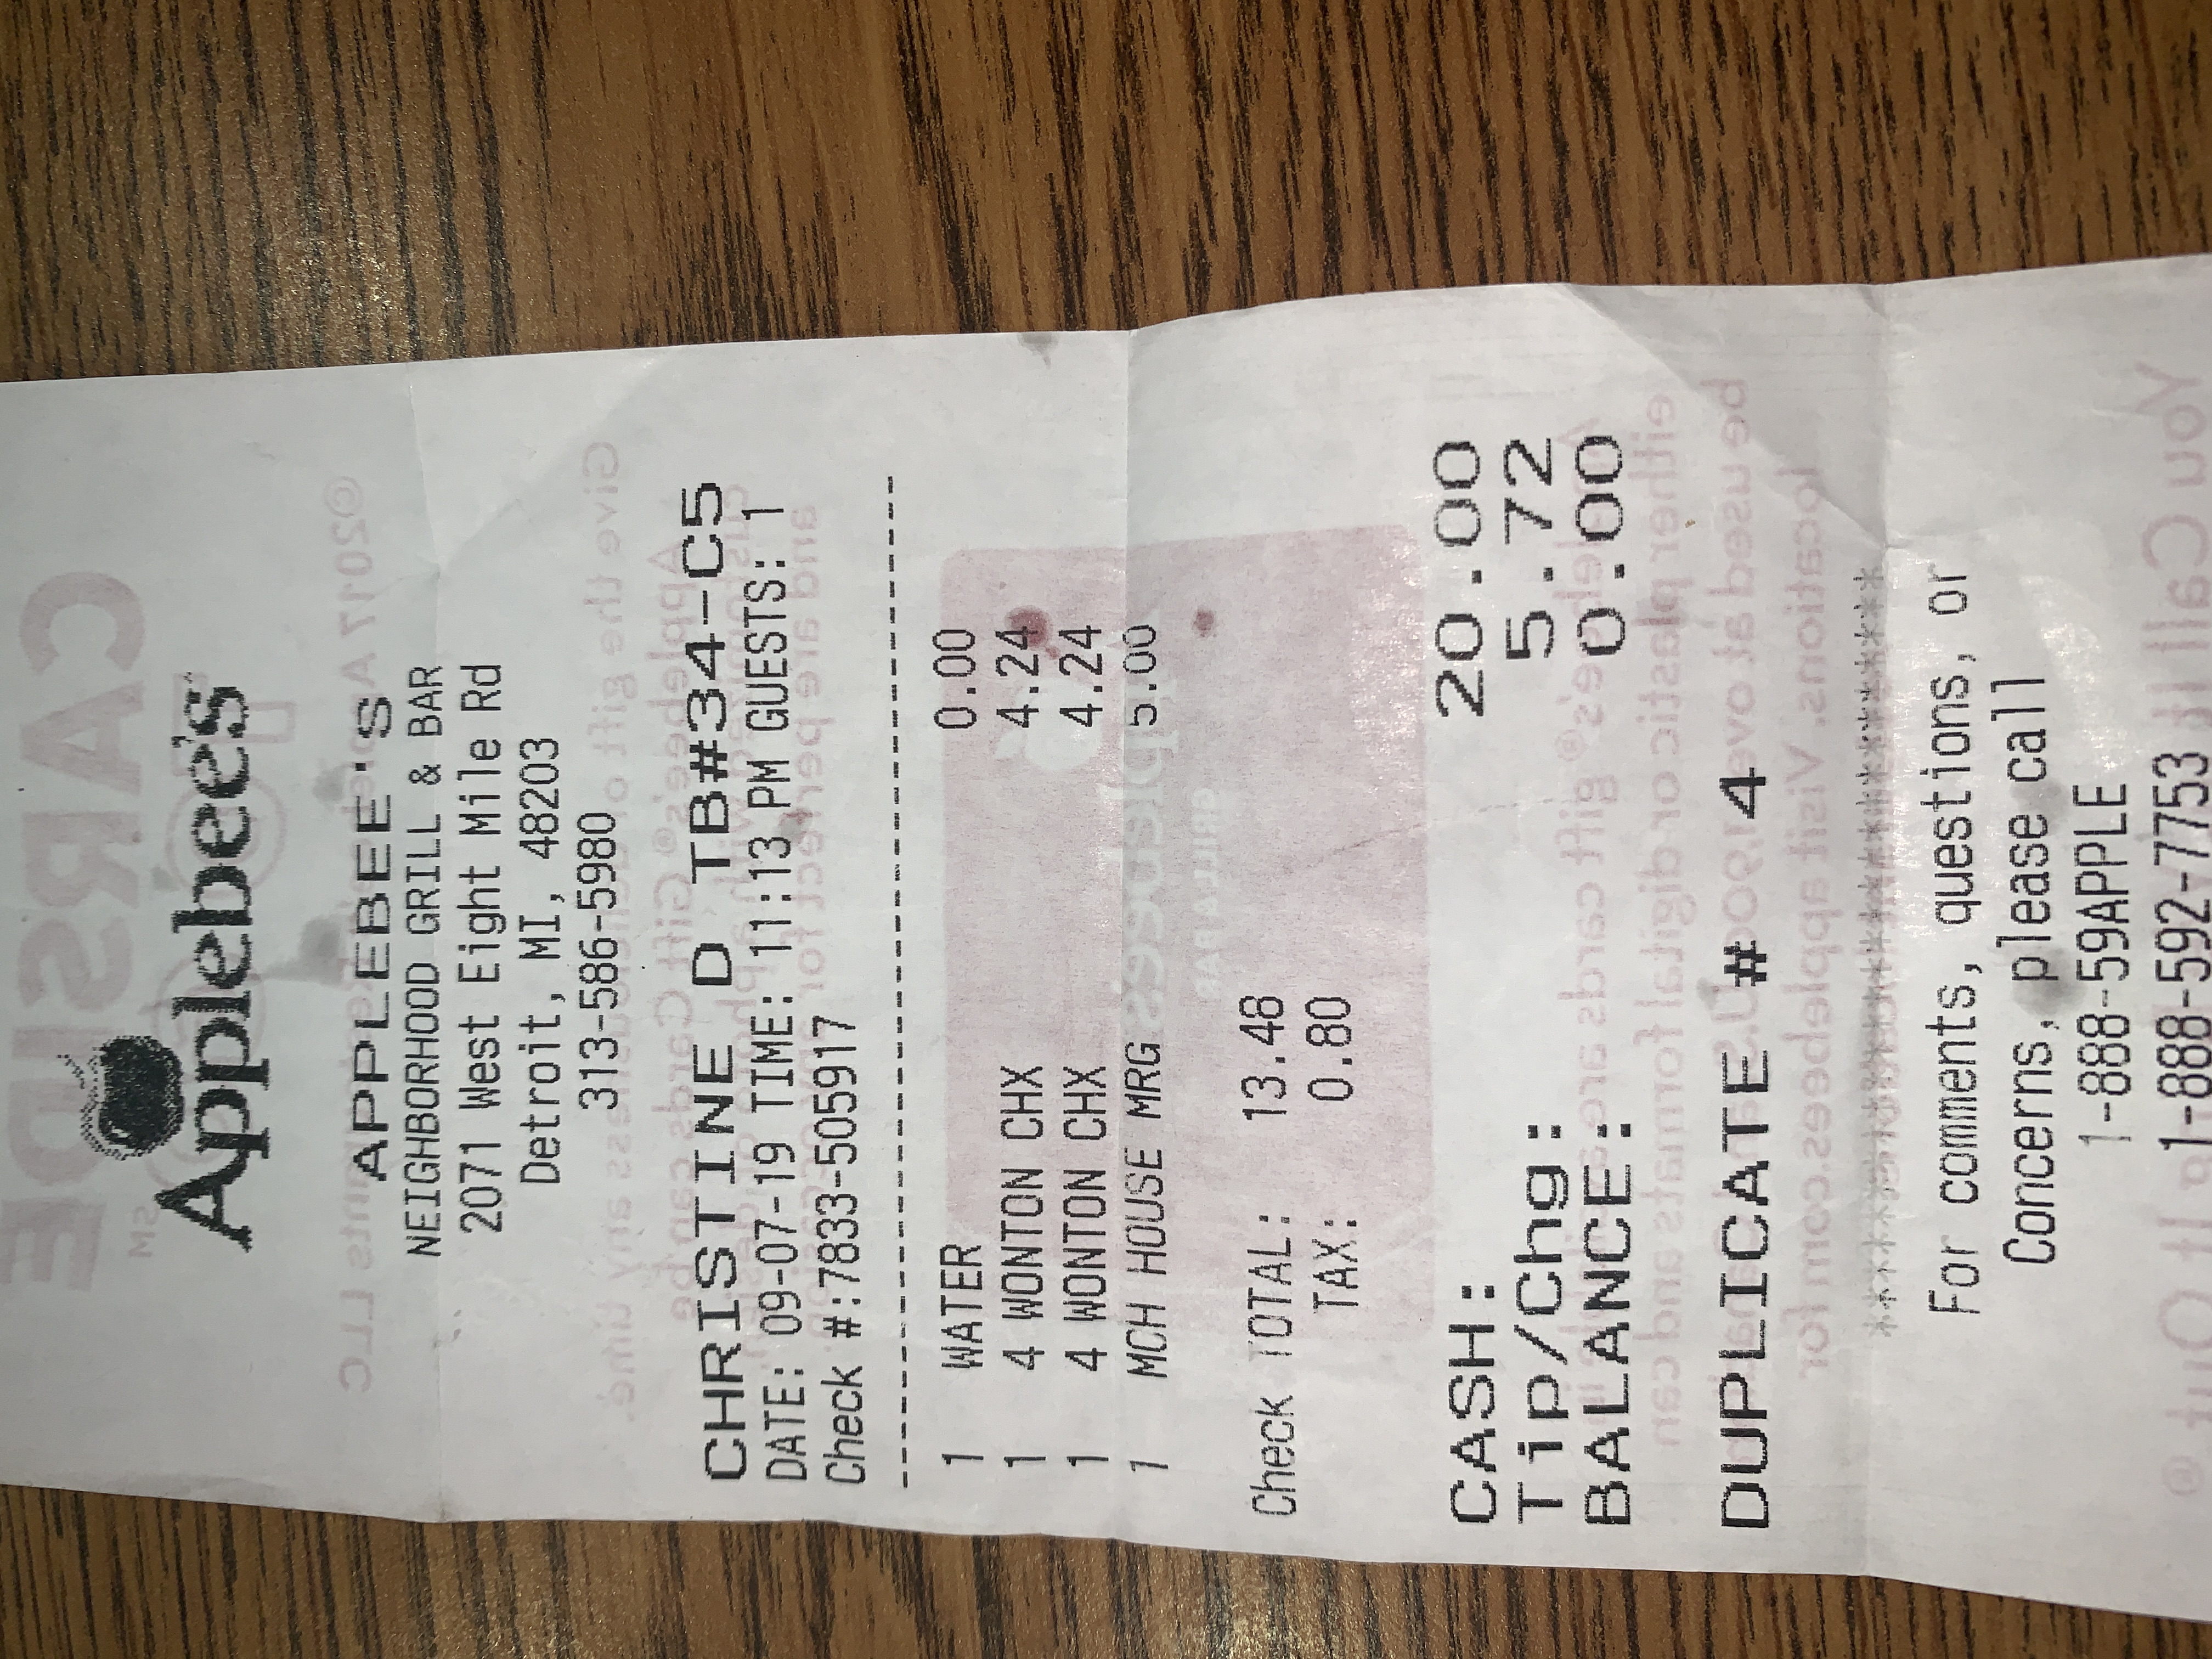 Applebee's
APPLEBEE'S
NEIGHBORHOOD GRILL & BAR
2071 West Eight Mile Rd
Detroit, MI, 48203
313-586-5980
CHRISTINE D TB#34-C5
DATE: 09-07-19 TIME: 11:13 PM GUESTS: 1
Check #:7833-505917
----------------------------------------
1 WATER 0.00
1 4 WONTON CHX 4.24
1 4 WONTON CHX 4.24
1 MCH HOUSE MRG 5.00
Check TOTAL: 13.48
TAX: 0.80
CASH: 20.00
Tip/Chg: 5.72
BALANCE: 0.00
DUPLICATE # 4
******************************
For comments, questions, or
Concerns, please call
1-888-59APPLE
1-888-592-7753